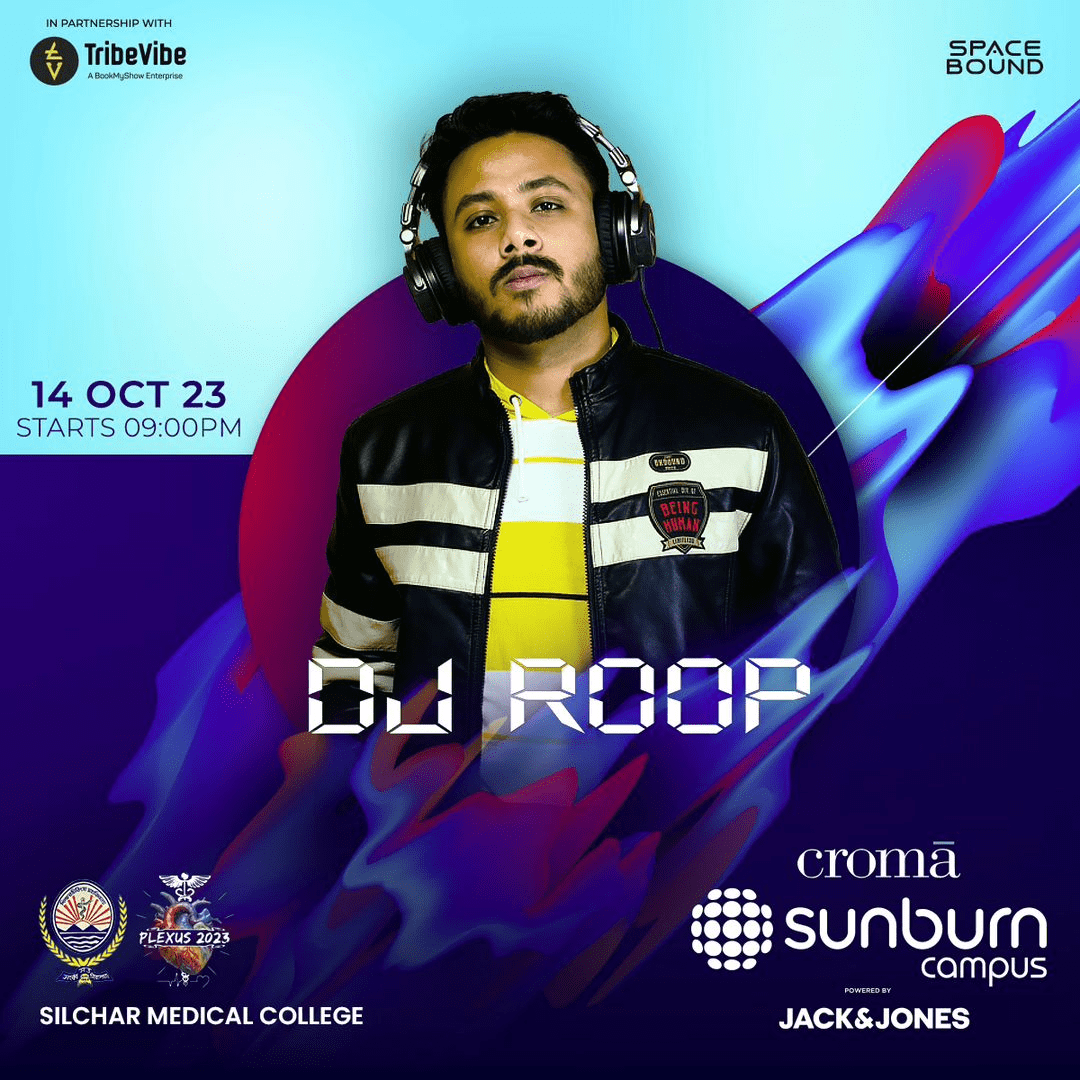 IN PARTNERSHIP WITH
TribeVibe
A BookMyShow Enterprise
SPACE
BOUND
14 OCT 23
STARTS 09:00PM
ESSENTIAL DIV. OF
BEING
HUMAN
DJ ROOP
PLEXUS 2023
SILCHAR MEDICAL COLLEGE
cromā
sunburn
campus
POWERED BY
JACK&JONES